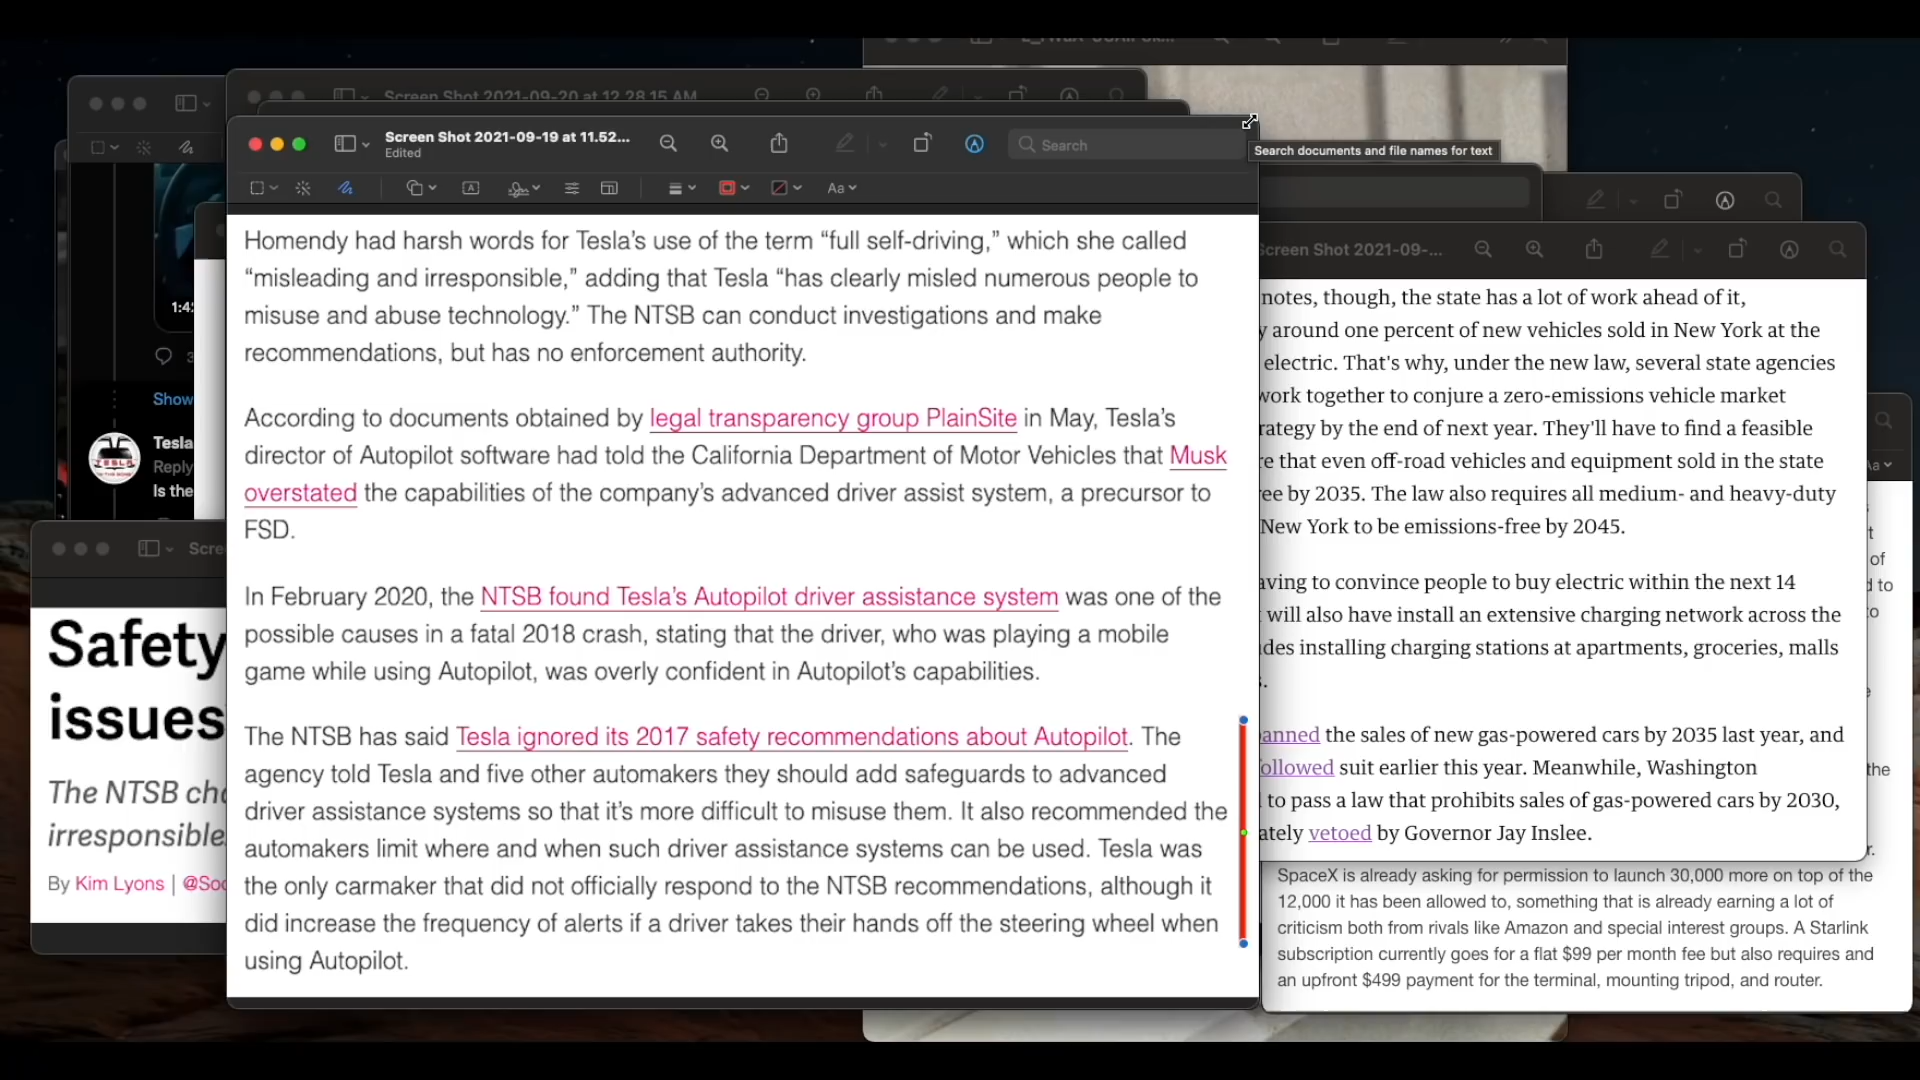 Screen Shot 2021-09-20 at 12.28.15 AM
Screen Shot 2021-09-19 at 11.52...
Edited
Search
Search documents and file names for text
Aa
Homendy had harsh words for Tesla’s use of the term “full self-driving,” which she called
“misleading and irresponsible,” adding that Tesla “has clearly misled numerous people to
misuse and abuse technology.” The NTSB can conduct investigations and make
recommendations, but has no enforcement authority.
According to documents obtained by legal transparency group PlainSite in May, Tesla’s
director of Autopilot software had told the California Department of Motor Vehicles that Musk
overstated the capabilities of the company’s advanced driver assist system, a precursor to
FSD.
In February 2020, the NTSB found Tesla’s Autopilot driver assistance system was one of the
possible causes in a fatal 2018 crash, stating that the driver, who was playing a mobile
game while using Autopilot, was overly confident in Autopilot’s capabilities.
The NTSB has said Tesla ignored its 2017 safety recommendations about Autopilot. The
agency told Tesla and five other automakers they should add safeguards to advanced
driver assistance systems so that it’s more difficult to misuse them. It also recommended the
automakers limit where and when such driver assistance systems can be used. Tesla was
the only carmaker that did not officially respond to the NTSB recommendations, although it
did increase the frequency of alerts if a driver takes their hands off the steering wheel when
using Autopilot.
1:42
Show
Tesla
Reply
Is the
Scre
Safety
issues
The NTSB
irresponsible
By Kim Lyons | @Soc
Screen Shot 2021-09-...
notes, though, the state has a lot of work ahead of it,
around one percent of new vehicles sold in New York at the
electric. That's why, under the new law, several state agencies
work together to conjure a zero-emissions vehicle market
rategy by the end of next year. They'll have to find a feasible
e that even off-road vehicles and equipment sold in the state
ee by 2035. The law also requires all medium- and heavy-duty
New York to be emissions-free by 2045.
aving to convince people to buy electric within the next 14
will also have install an extensive charging network across the
des installing charging stations at apartments, groceries, malls
s.
anned the sales of new gas-powered cars by 2035 last year, and
ollowed suit earlier this year. Meanwhile, Washington
to pass a law that prohibits sales of gas-powered cars by 2030,
ately vetoed by Governor Jay Inslee.
Aa
t
of
to
the
r.
SpaceX is already asking for permission to launch 30,000 more on top of the
12,000 it has been allowed to, something that is already earning a lot of
criticism both from rivals like Amazon and special interest groups. A Starlink
subscription currently goes for a flat $99 per month fee but also requires and
an upfront $499 payment for the terminal, mounting tripod, and router.